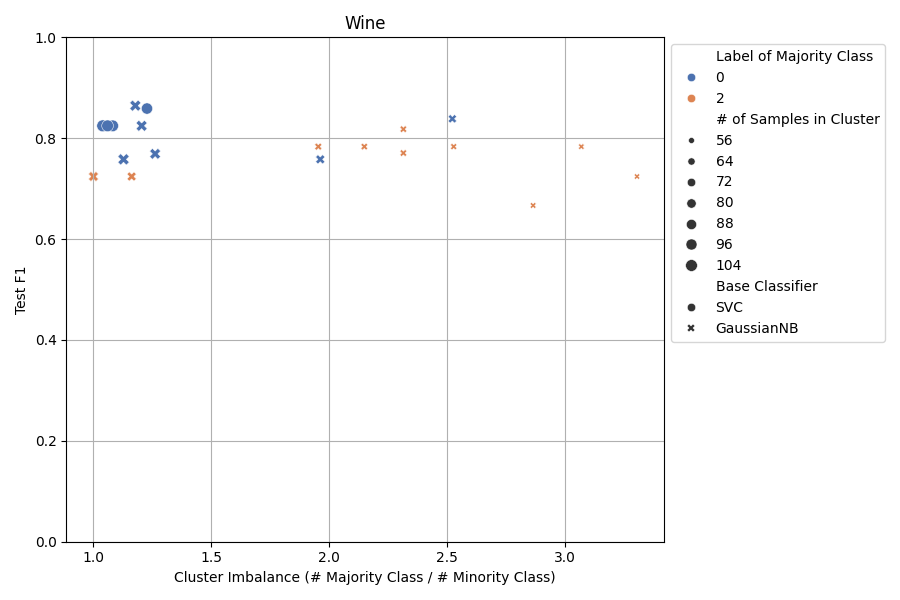 Wine
Test F1
1.0
0.8
0.6
0.4
0.2
0.0
1.0 1.5 2.0 2.5 3.0
Cluster Imbalance (# Majority Class / # Minority Class)
Label of Majority Class
0
2
# of Samples in Cluster
56
64
72
80
88
96
104
Base Classifier
SVC
GaussianNB